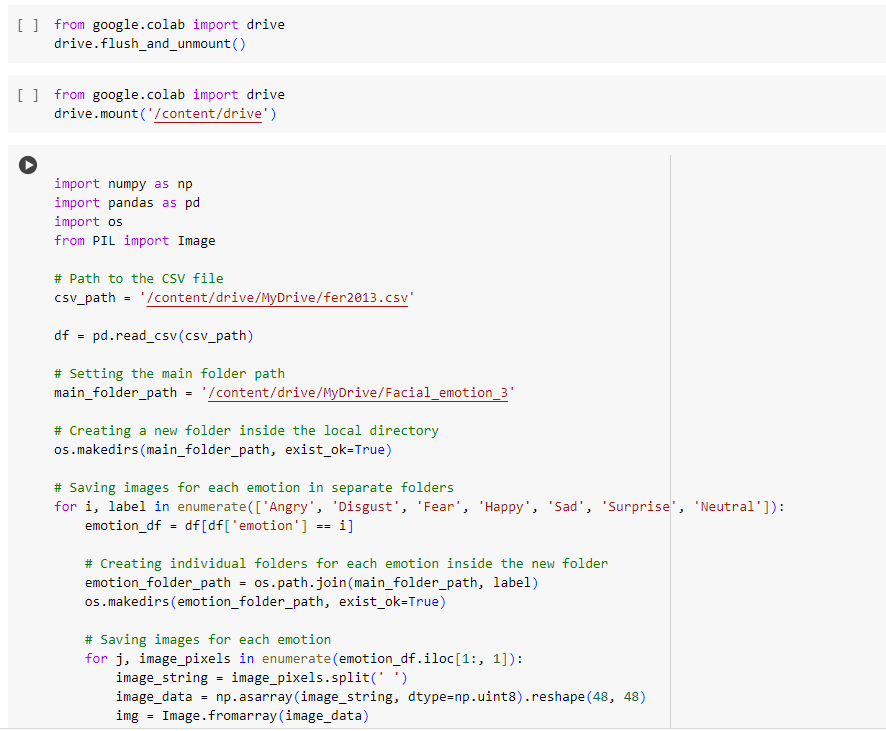 [ ] from google.colab import drive
drive.flush_and_unmount()
[ ] from google.colab import drive
drive.mount('/content/drive')
import numpy as np
import pandas as pd
import os
from PIL import Image
# Path to the CSV file
csv_path = '/content/drive/MyDrive/fer2013.csv'
df = pd.read_csv(csv_path)
# Setting the main folder path
main_folder_path = '/content/drive/MyDrive/Facial_emotion_3'
# Creating a new folder inside the local directory
os.makedirs(main_folder_path, exist_ok=True)
# Saving images for each emotion in separate folders
for i, label in enumerate(['Angry', 'Disgust', 'Fear', 'Happy', 'Sad', 'Surprise', 'Neutral']):
    emotion_df = df[df['emotion'] == i]
    # Creating individual folders for each emotion inside the new folder
    emotion_folder_path = os.path.join(main_folder_path, label)
    os.makedirs(emotion_folder_path, exist_ok=True)
    # Saving images for each emotion
    for j, image_pixels in enumerate(emotion_df.iloc[1:, 1]):
        image_string = image_pixels.split(' ')
        image_data = np.asarray(image_string, dtype=np.uint8).reshape(48, 48)
        img = Image.fromarray(image_data)